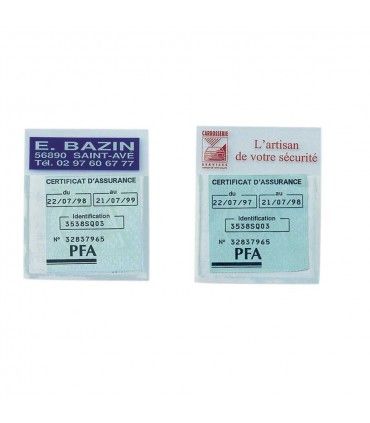 E. BAZIN
56890 SAINT-AVE
Tél. 02 97 60 67 77
CERTIFICAT D'ASSURANCE
du au
22/07/98 21/07/99
Identification
3538SQ03
N° 32837965
PFA
CARROSSERIE
SERVICES
L'artisan
de votre sécurité
CERTIFICAT D'ASSURANCE
du au
22/07/97 21/07/98
Identification
3538SQ03
N° 32837965
PFA